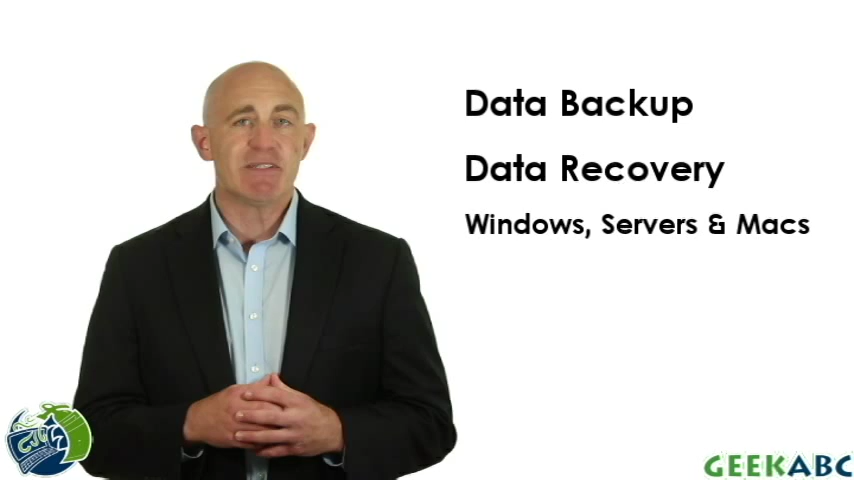 Data Backup
Data Recovery
Windows, Servers & Macs
GEEKABC